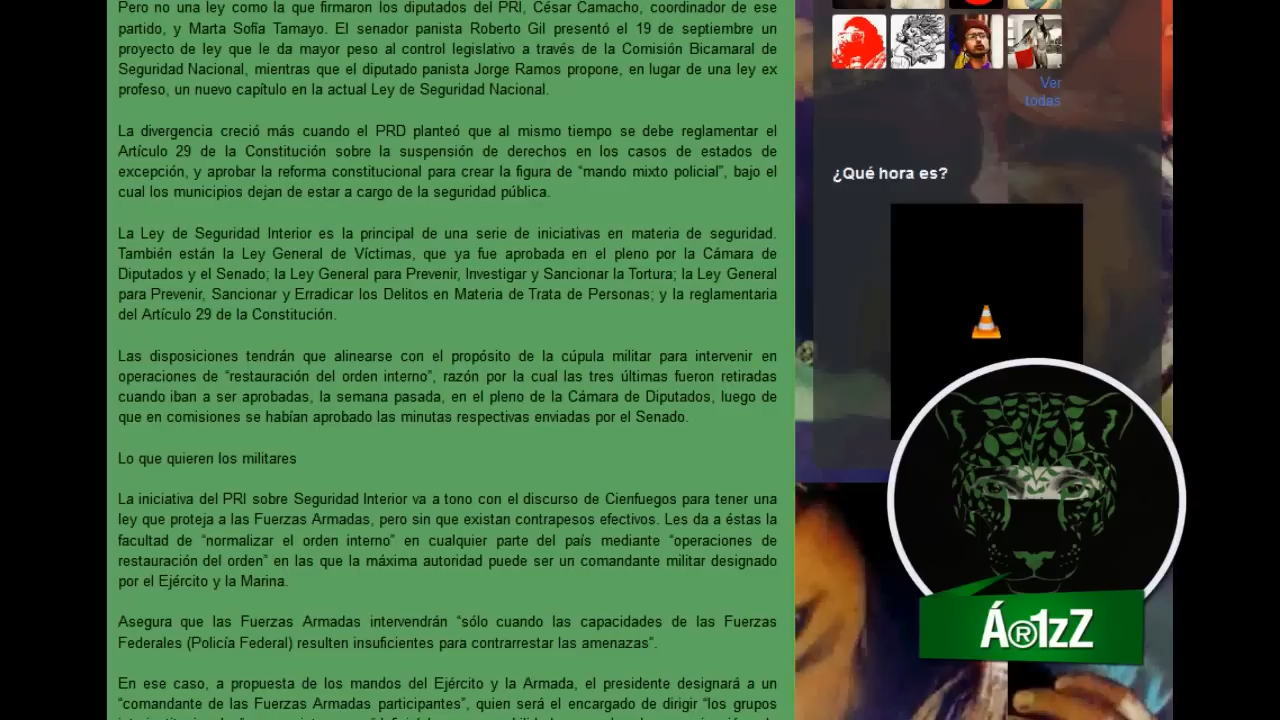 Pero no una ley como la que firmaron los diputados del PRI, César Camacho, coordinador de ese
partido, y Marta Sofía Tamayo. El senador panista Roberto Gil presentó el 19 de septiembre un
proyecto de ley que le da mayor peso al control legislativo a través de la Comisión Bicamaral de
Seguridad Nacional, mientras que el diputado panista Jorge Ramos propone, en lugar de una ley ex
profeso, un nuevo capítulo en la actual Ley de Seguridad Nacional.
La divergencia creció más cuando el PRD planteó que al mismo tiempo se debe reglamentar el
Artículo 29 de la Constitución sobre la suspensión de derechos en los casos de estados de
excepción, y aprobar la reforma constitucional para crear la figura de “mando mixto policial”, bajo el
cual los municipios dejan de estar a cargo de la seguridad pública.
La Ley de Seguridad Interior es la principal de una serie de iniciativas en materia de seguridad.
También están la Ley General de Víctimas, que ya fue aprobada en el pleno por la Cámara de
Diputados y el Senado; la Ley General para Prevenir, Investigar y Sancionar la Tortura; la Ley General
para Prevenir, Sancionar y Erradicar los Delitos en Materia de Trata de Personas; y la reglamentaria
del Artículo 29 de la Constitución.
Las disposiciones tendrán que alinearse con el propósito de la cúpula militar para intervenir en
operaciones de “restauración del orden interno”, razón por la cual las tres últimas fueron retiradas
cuando iban a ser aprobadas, la semana pasada, en el pleno de la Cámara de Diputados, luego de
que en comisiones se habían aprobado las minutas respectivas enviadas por el Senado.
Lo que quieren los militares
La iniciativa del PRI sobre Seguridad Interior va a tono con el discurso de Cienfuegos para tener una
ley que proteja a las Fuerzas Armadas, pero sin que existan contrapesos efectivos. Les da a éstas la
facultad de “normalizar el orden interno” en cualquier parte del país mediante “operaciones de
restauración del orden” en las que la máxima autoridad puede ser un comandante militar designado
por el Ejército y la Marina.
Asegura que las Fuerzas Armadas intervendrán “sólo cuando las capacidades de las Fuerzas
Federales (Policía Federal) resulten insuficientes para contrarrestar las amenazas”.
En ese caso, a propuesta de los mandos del Ejército y la Armada, el presidente designará a un
“comandante de las Fuerzas Armadas participantes”, quien será el encargado de dirigir “los grupos
Ver
todas
¿Qué hora es?
Á®1zZ